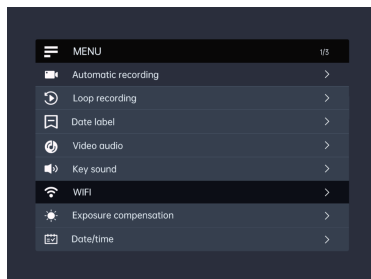 MENU 1/3
Automatic recording
Loop recording
Date label
Video audio
Key sound
WIFI
Exposure compensation
Date/time